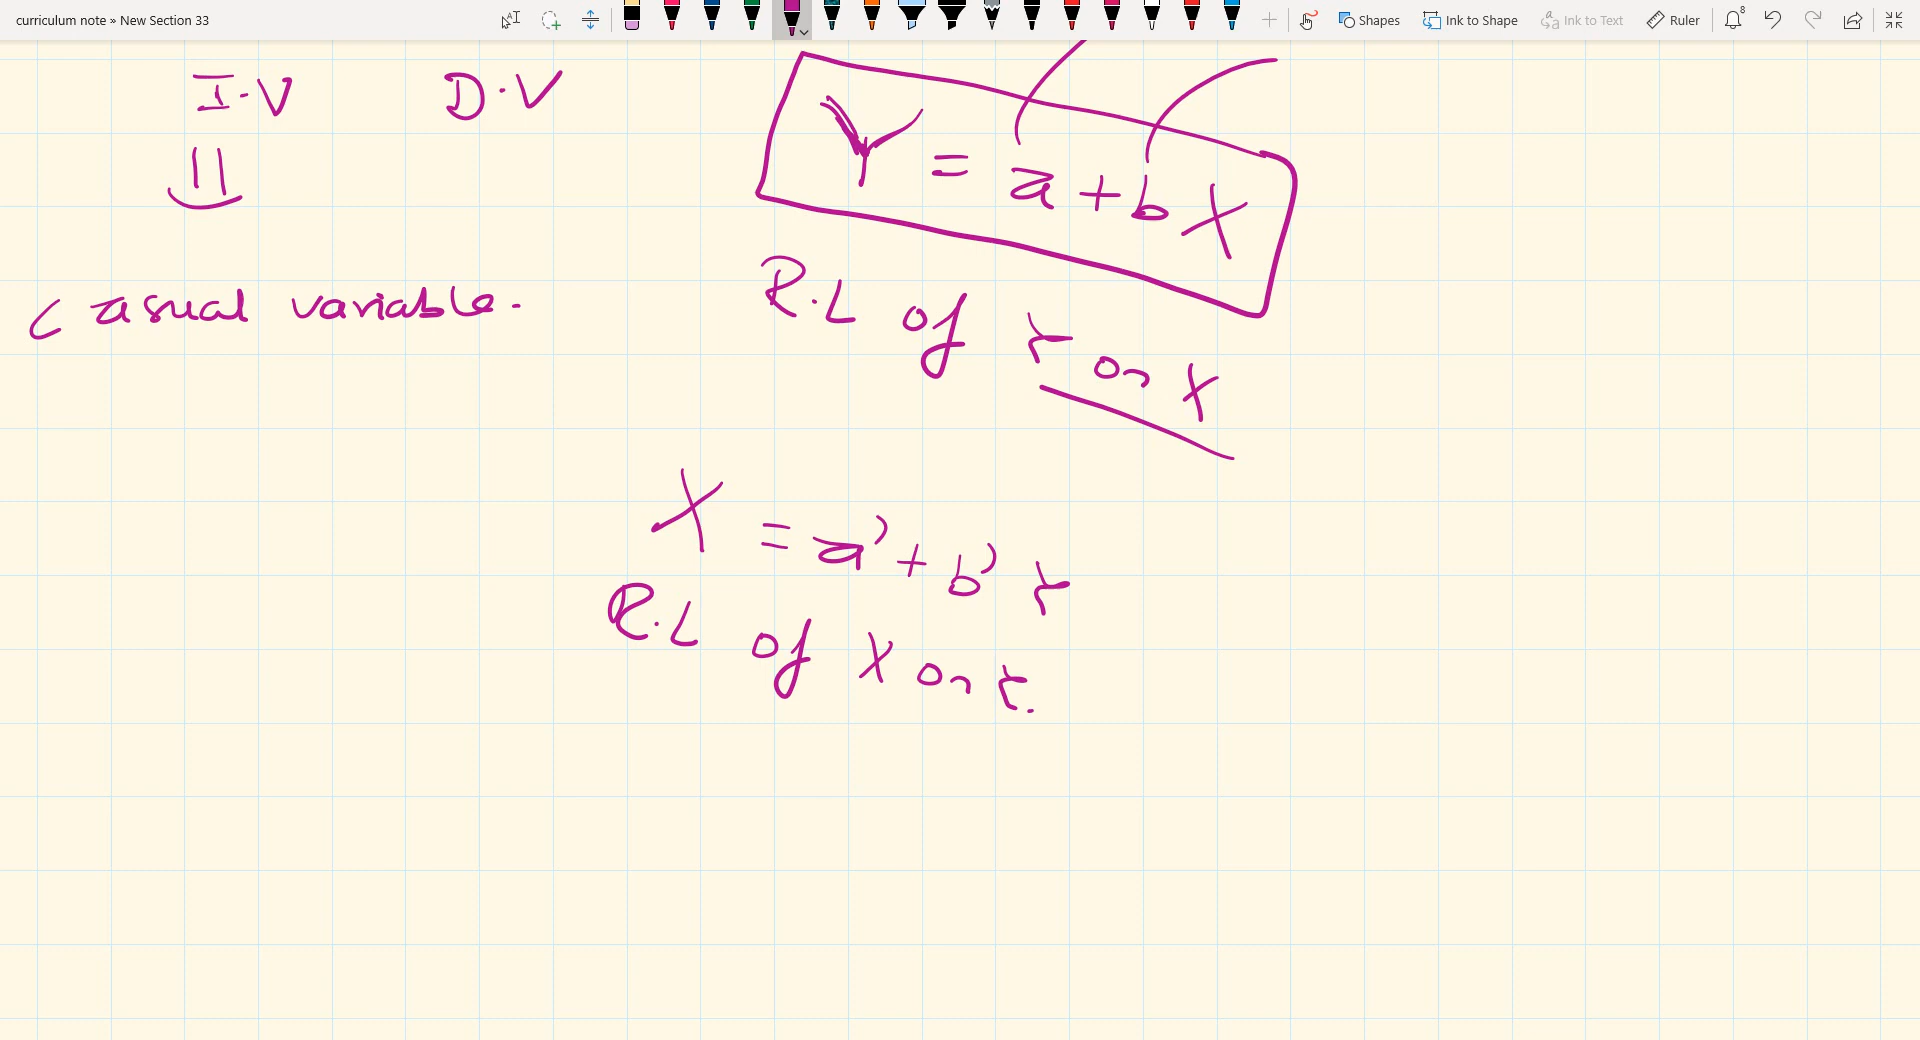 curriculum note » New Section 33
Shapes
Ink to Shape
Ink to Text
Ruler
8
I.V
D.V
Y = a + b X
casual variable.
R.L of Y on X
X = a' + b' Y
R.L of X on Y.